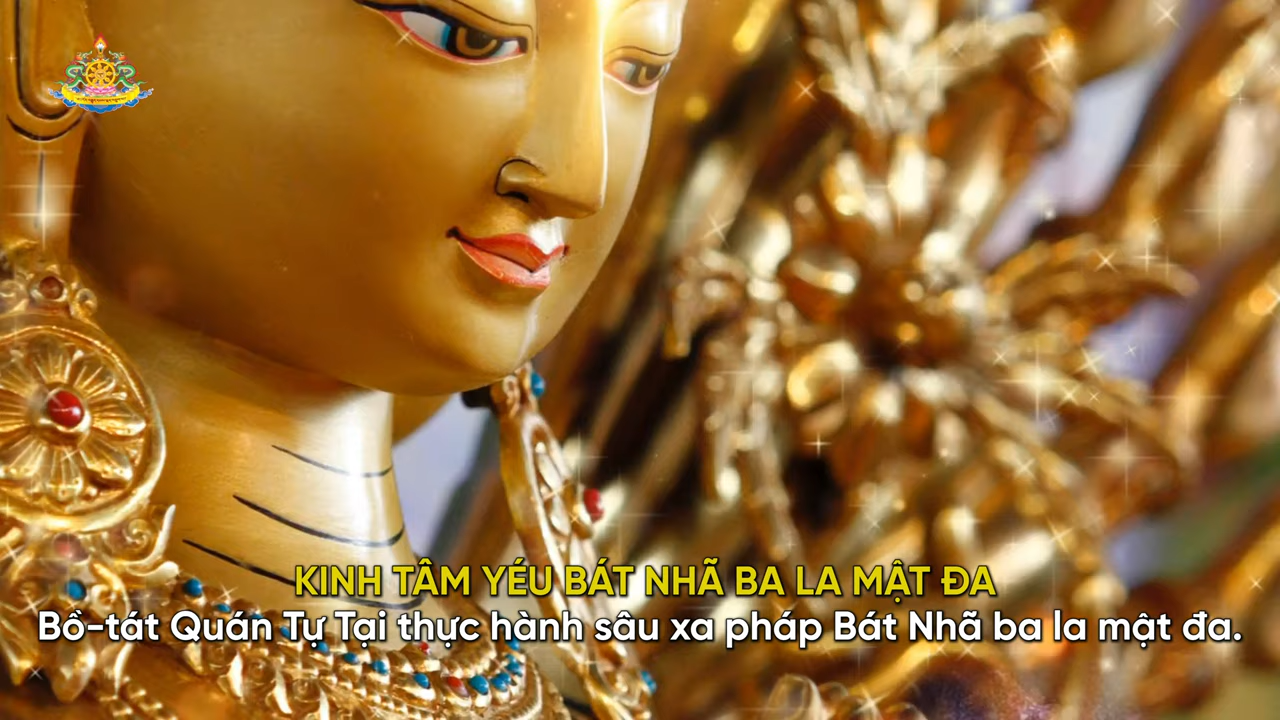 KINH TÂM YÉU BÁT NHÃ BA LA MẬT ĐA
Bồ-tát Quán Tự Tại thực hành sâu xa pháp Bát Nhã ba la mật đa.